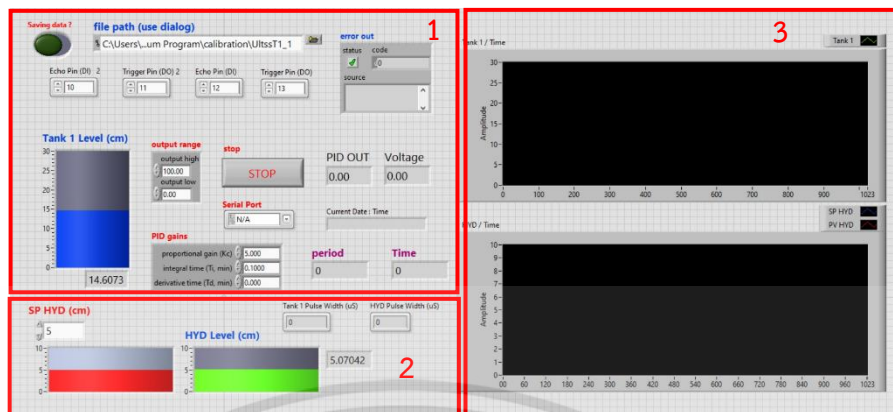 Saving data ?
file path (use dialog)
C:\Users\,..um Program\calibration\UltssT1_1
error out
status code
0
source
1
Echo Pin (DI) 2 Trigger Pin (DO) 2 Echo Pin (DI) Trigger Pin (DO)
10 11 12 13
Tank 1 Level (cm)
30
25
20
15
10
5
0
14.6073
output range
output high
100.00
output low
0.00
stop
STOP
PID OUT Voltage
0.00 0.00
Serial Port
N/A
Current Date : Time
PID gains
proportional gain (Kc) 5.000
integral time (Ti, min) 0.1000
derivative time (Td, min) 0.000
period Time
0 0
SP HYD (cm)
5
10
5
0
HYD Level (cm)
10
5
0
5.07042
Tank 1 Pulse Width (uS) HYD Pulse Width (uS)
0 0
2
3
Tank 1 / Time
Tank 1
Amplitude
30
25
20
15
10
5
0
0 100 200 300 400 500 600 700 800 900 1023
HYD / Time
SP HYD
PV HYD
Amplitude
10
9
8
7
6
5
4
3
2
1
0
00 60 120 180 240 300 360 420 480 540 600 660 720 780 840 900 960 1023